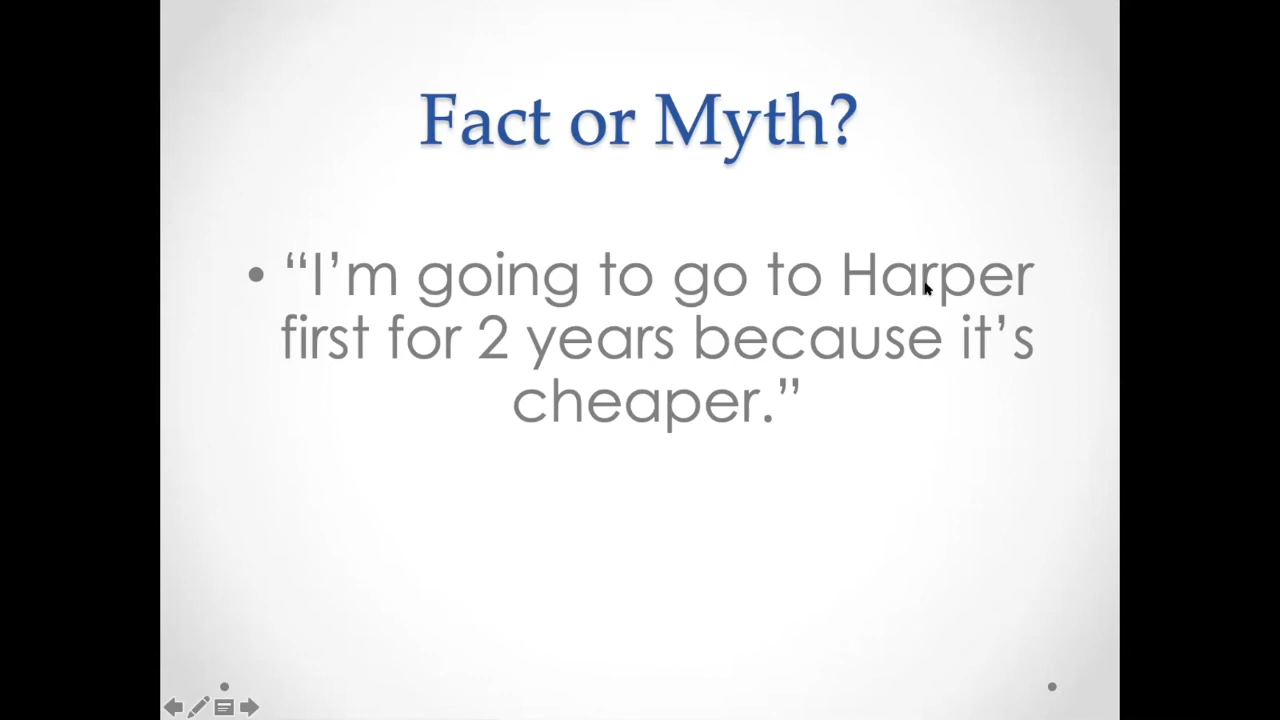 Fact or Myth?
• “I’m going to go to Harper
first for 2 years because it’s
cheaper.”